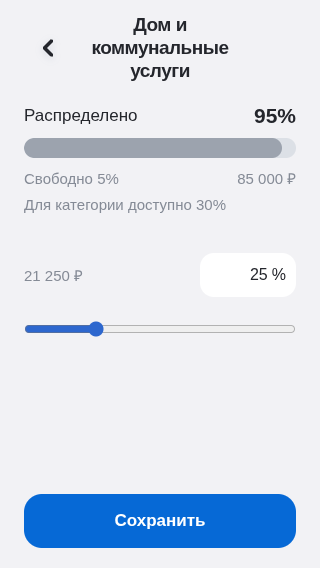 Дом и
коммунальные
услуги
Распределено 95%
Свободно 5% 85 000 ₽
Для категории доступно 30%
21 250 ₽ 25 %
Сохранить